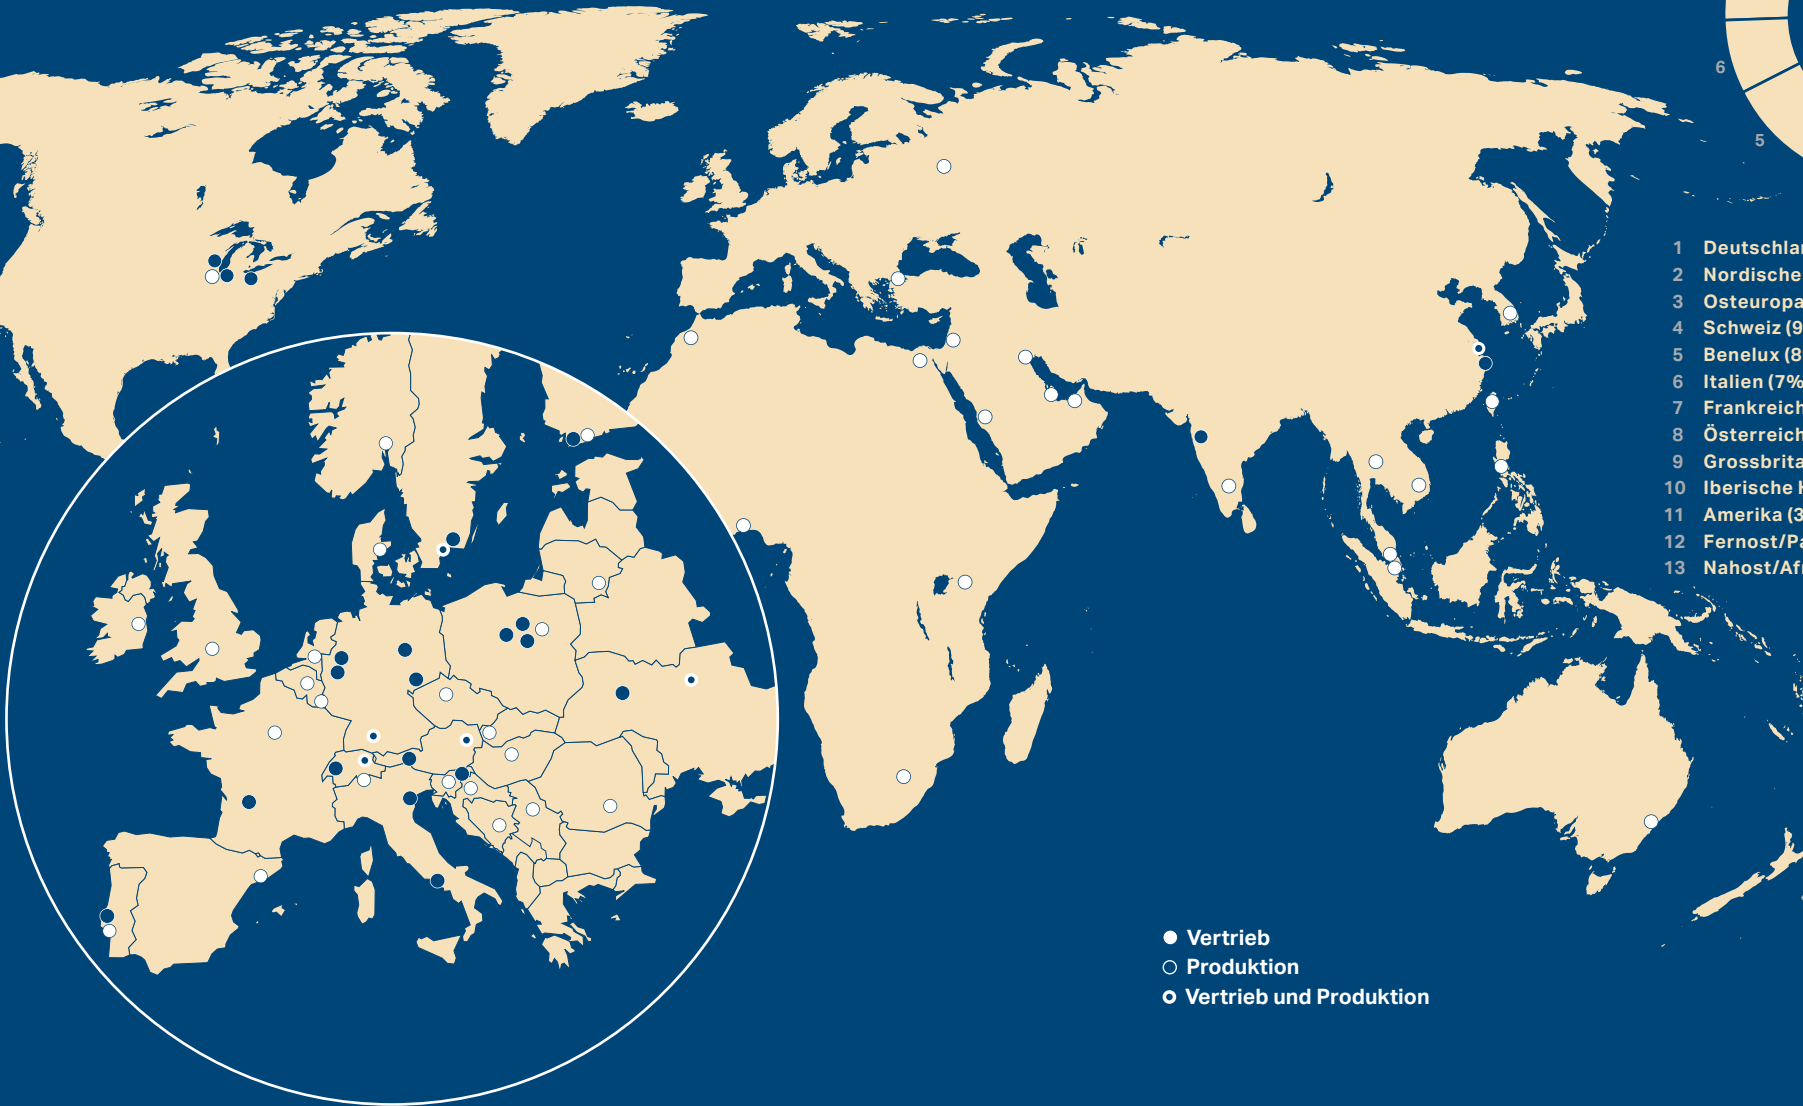 6
5
1 Deutschla
2 Nordische
3 Osteuropa
4 Schweiz (9
5 Benelux (8
6 Italien (7%
7 Frankreich
8 Österreich
9 Grossbrita
10 Iberische
11 Amerika (3
12 Fernost/Pa
13 Nahost/Afr
Vertrieb
Produktion
Vertrieb und Produktion